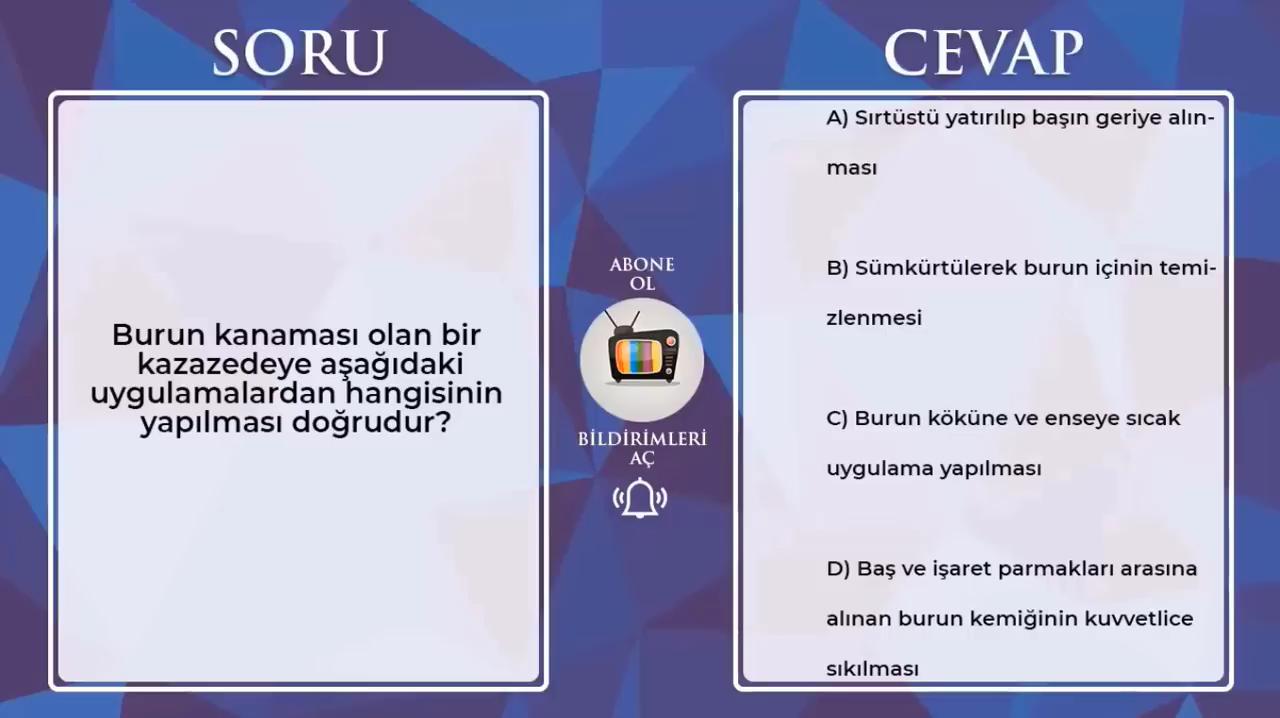 SORU
Burun kanaması olan bir
kazazedeye aşağıdaki
uygulamalardan hangisinin
yapılması doğrudur?
ABONE
OL
BİLDİRİMLERİ
AÇ
CEVAP
A) Sırtüstü yatırılıp başın geriye alın-
ması
B) Sümkürtülerek burun içinin temi-
zlenmesi
C) Burun köküne ve enseye sıcak
uygulama yapılması
D) Baş ve işaret parmakları arasına
alınan burun kemiğinin kuvvetlice
sıkılması